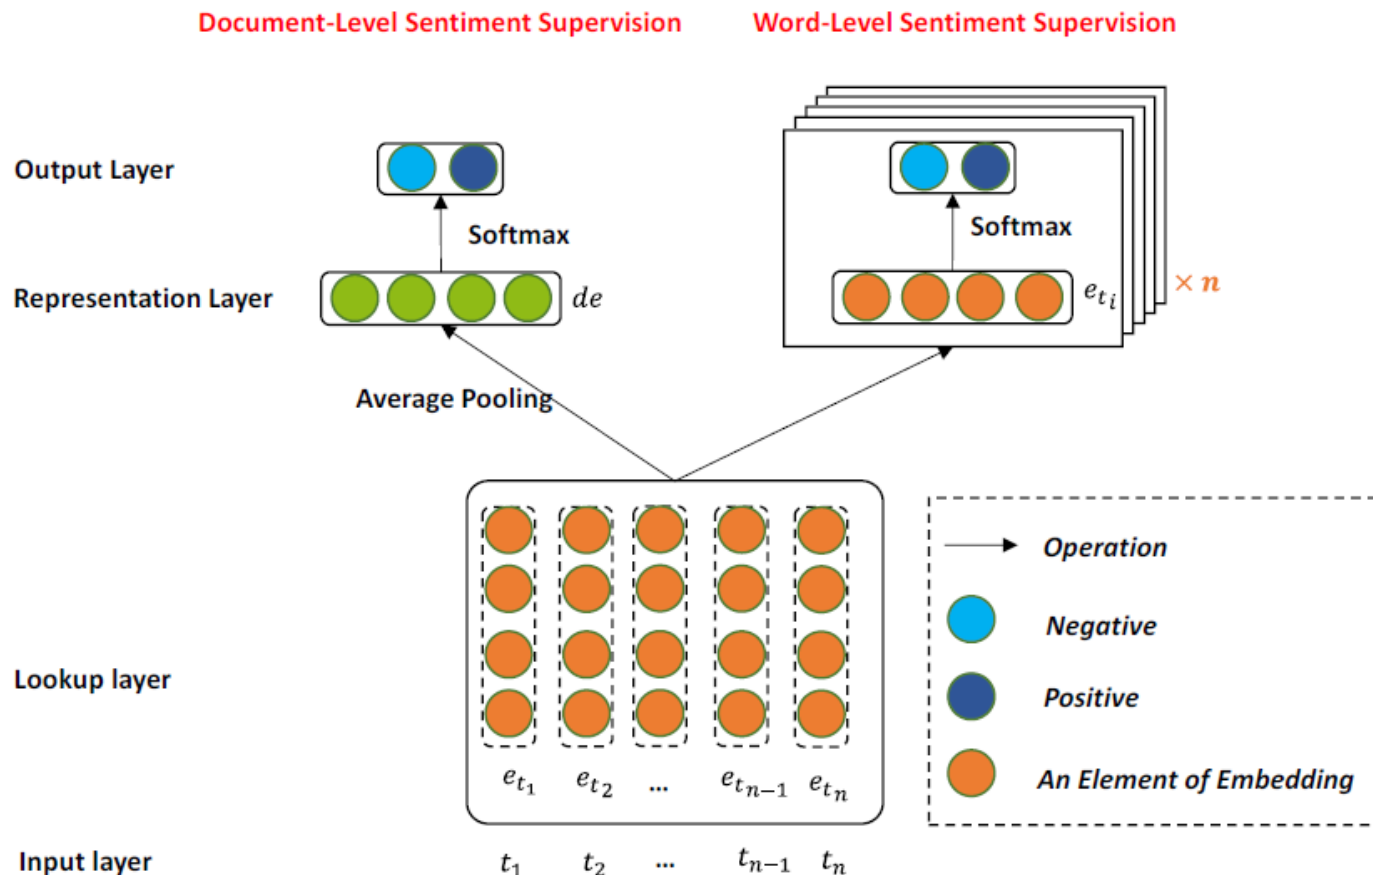 Document-Level Sentiment Supervision
Word-Level Sentiment Supervision
Output Layer
Softmax
Softmax
Representation Layer
de
e_{t_i}
× n
Average Pooling
Lookup layer
e_{t_1} e_{t_2} ... e_{t_{n-1}} e_{t_n}
Input layer
t_1 t_2 ... t_{n-1} t_n
Operation
Negative
Positive
An Element of Embedding